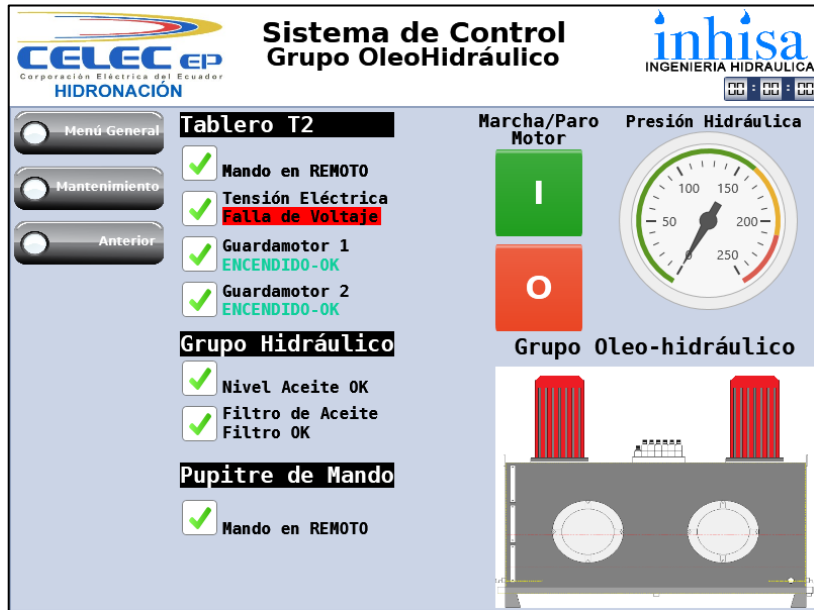 CELEC EP
Corporación Eléctrica del Ecuador
HIDRONACIÓN
Sistema de Control
Grupo OleoHidráulico
inhisa
INGENIERIA HIDRAULICA
00:00:00
Menú General
Mantenimiento
Anterior
Tablero T2
Mando en REMOTO
Tensión Eléctrica
Falla de Voltaje
Guardamotor 1
ENCENDIDO-OK
Guardamotor 2
ENCENDIDO-OK
Grupo Hidráulico
Nivel Aceite OK
Filtro de Aceite
Filtro OK
Pupitre de Mando
Mando en REMOTO
Marcha/Paro
Motor
I
O
Presión Hidráulica
0 50 100 150 200 250
Grupo Oleo-hidráulico